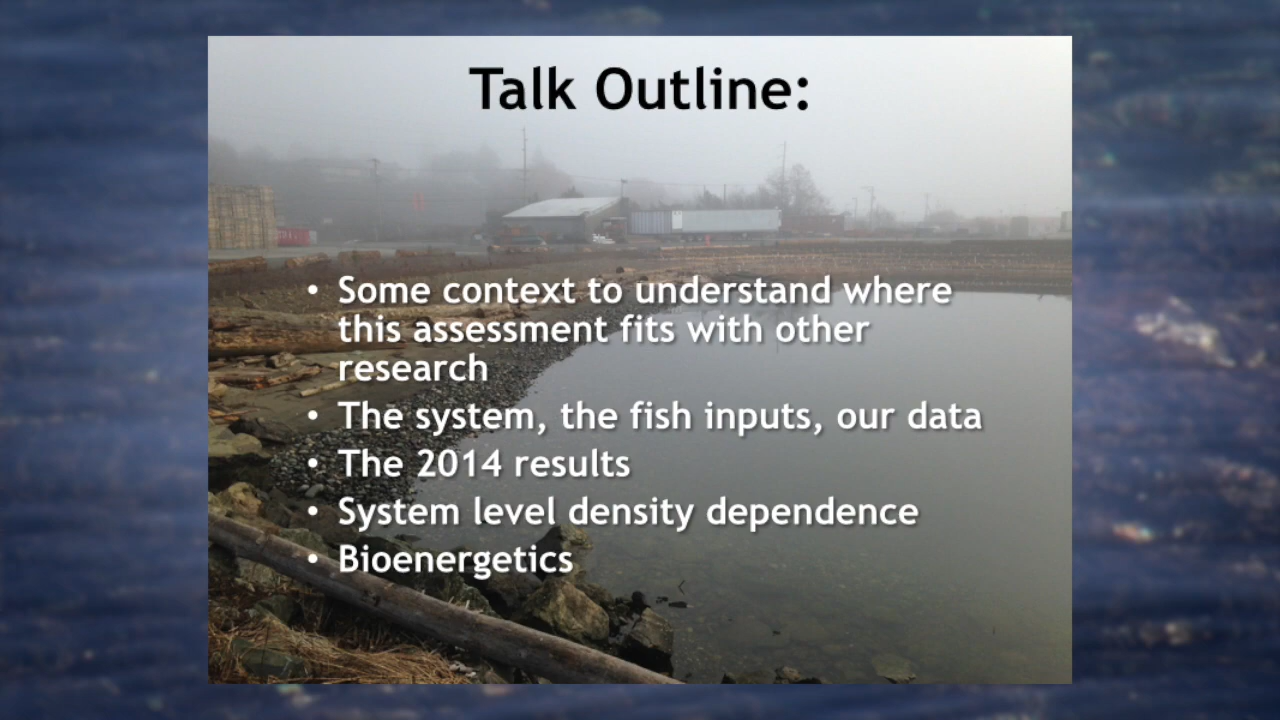 Talk Outline:
• Some context to understand where
this assessment fits with other
research
• The system, the fish inputs, our data
• The 2014 results
• System level density dependence
• Bioenergetics